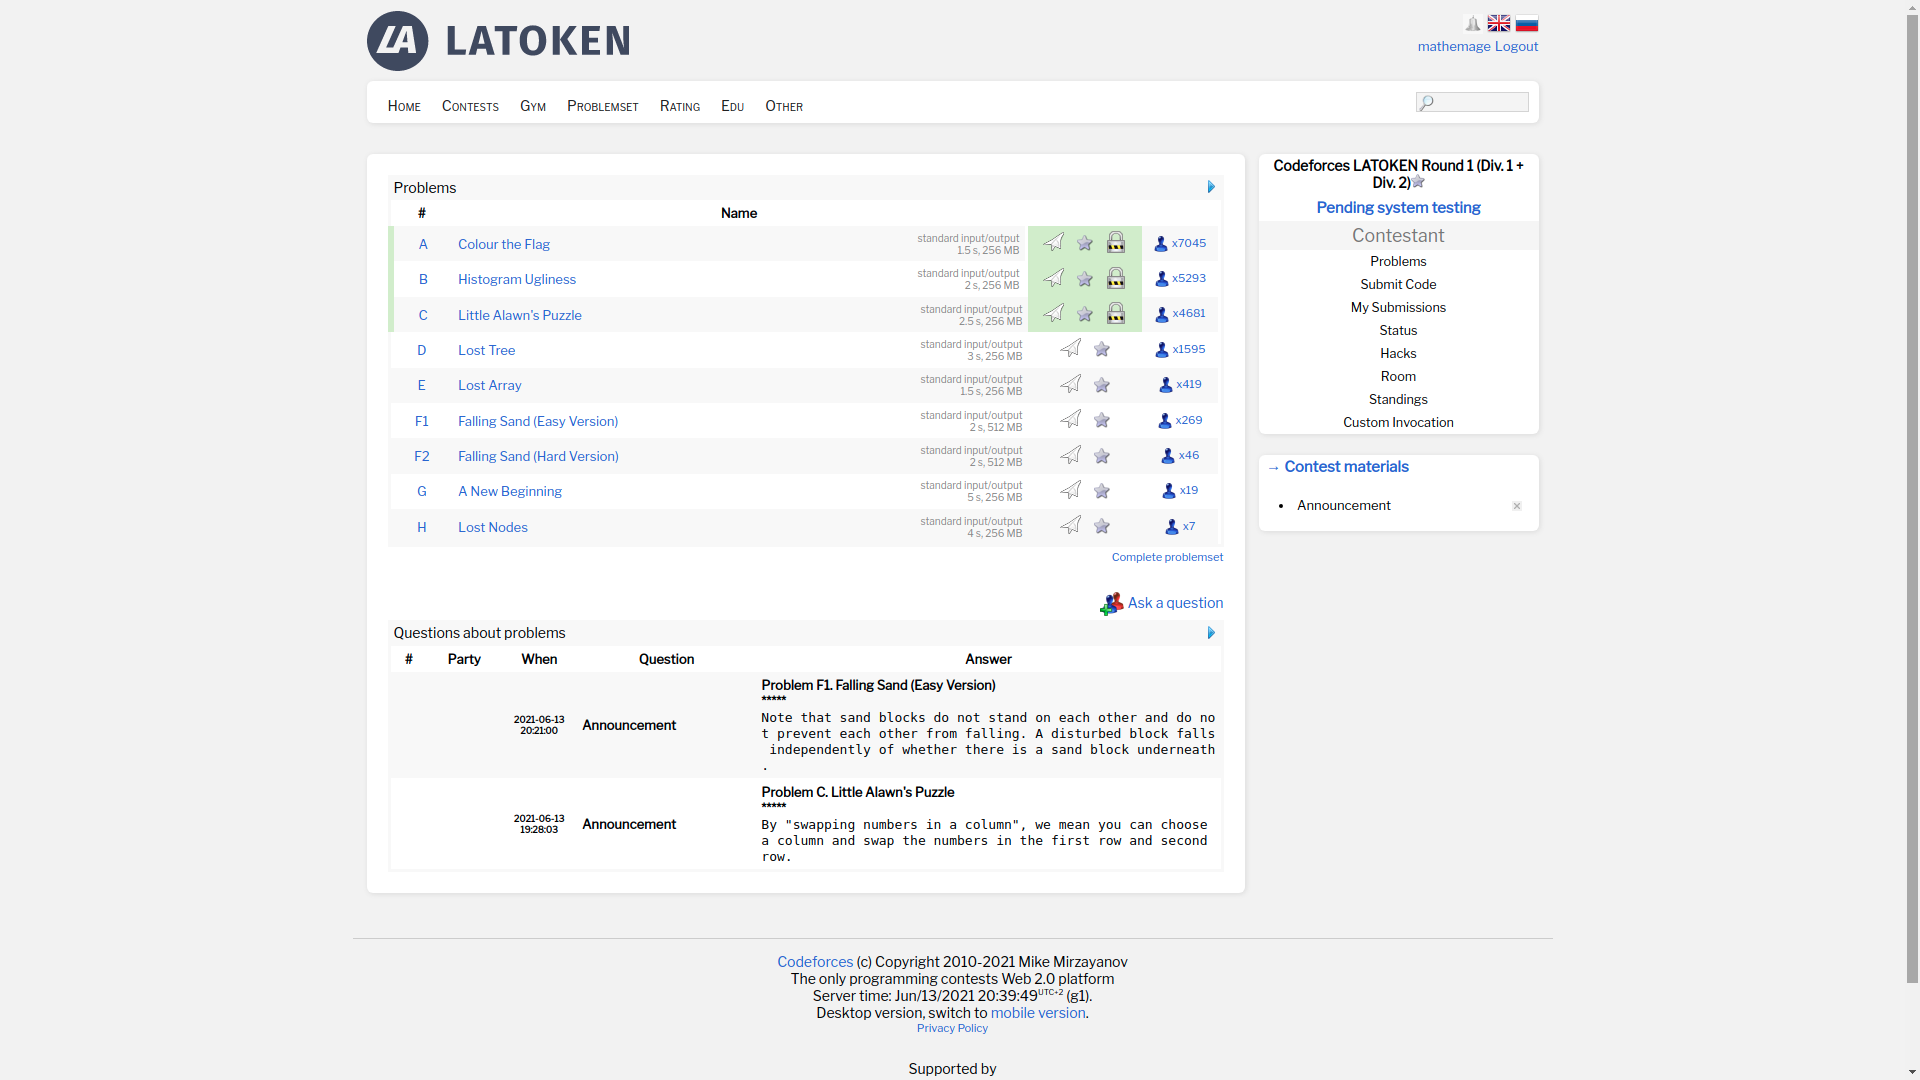 LATOKEN
mathemage Logout
Home Contests Gym Problemset Rating Edu Other
Problems
# Name
A Colour the Flag standard input/output 1.5 s, 256 MB x7045
B Histogram Ugliness standard input/output 2 s, 256 MB x5293
C Little Alawn's Puzzle standard input/output 2.5 s, 256 MB x4681
D Lost Tree standard input/output 3 s, 256 MB x1595
E Lost Array standard input/output 1.5 s, 256 MB x419
F1 Falling Sand (Easy Version) standard input/output 2 s, 512 MB x269
F2 Falling Sand (Hard Version) standard input/output 2 s, 512 MB x46
G A New Beginning standard input/output 5 s, 256 MB x19
H Lost Nodes standard input/output 4 s, 256 MB x7
Complete problemset
Ask a question
Questions about problems
# Party When Question Answer
2021-06-13
20:21:00
Announcement
Problem F1. Falling Sand (Easy Version)
*****
Note that sand blocks do not stand on each other and do no
t prevent each other from falling. A disturbed block falls
independently of whether there is a sand block underneath
.
2021-06-13
19:28:03
Announcement
Problem C. Little Alawn's Puzzle
*****
By "swapping numbers in a column", we mean you can choose
a column and swap the numbers in the first row and second
row.
Codeforces LATOKEN Round 1 (Div. 1 +
Div. 2)
Pending system testing
Contestant
Problems
Submit Code
My Submissions
Status
Hacks
Room
Standings
Custom Invocation
→ Contest materials
Announcement
Codeforces (c) Copyright 2010-2021 Mike Mirzayanov
The only programming contests Web 2.0 platform
Server time: Jun/13/2021 20:39:49UTC+2 (g1).
Desktop version, switch to mobile version.
Privacy Policy
Supported by